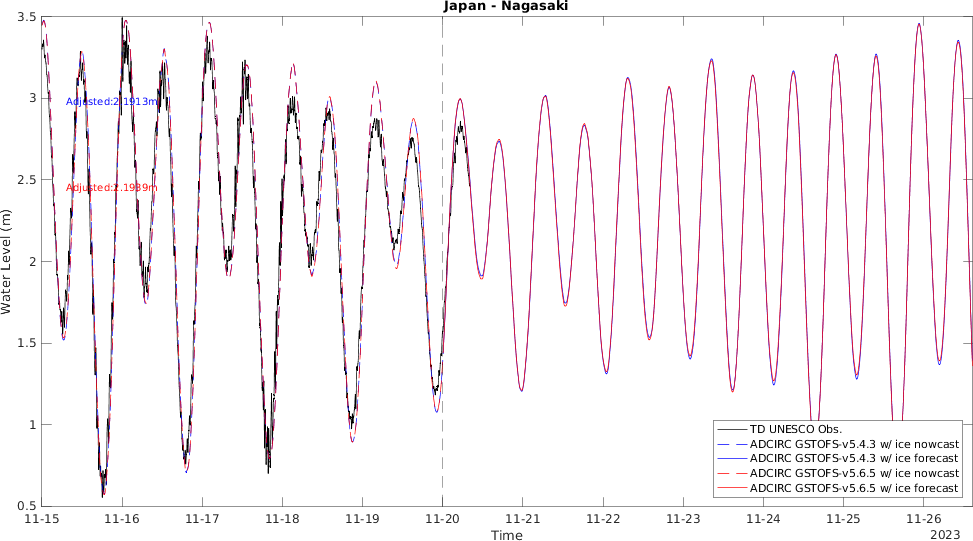 Japan - Nagasaki
3.5
3
2.5
2
1.5
1
0.5
Water Level (m)
Adjusted:2.1913m
Adjusted:2.1939m
TD UNESCO Obs.
ADCIRC GSTOFS-v5.4.3 w/ ice nowcast
ADCIRC GSTOFS-v5.4.3 w/ ice forecast
ADCIRC GSTOFS-v5.6.5 w/ ice nowcast
ADCIRC GSTOFS-v5.6.5 w/ ice forecast
11-15 11-16 11-17 11-18 11-19 11-20 11-21 11-22 11-23 11-24 11-25 11-26
2023
Time